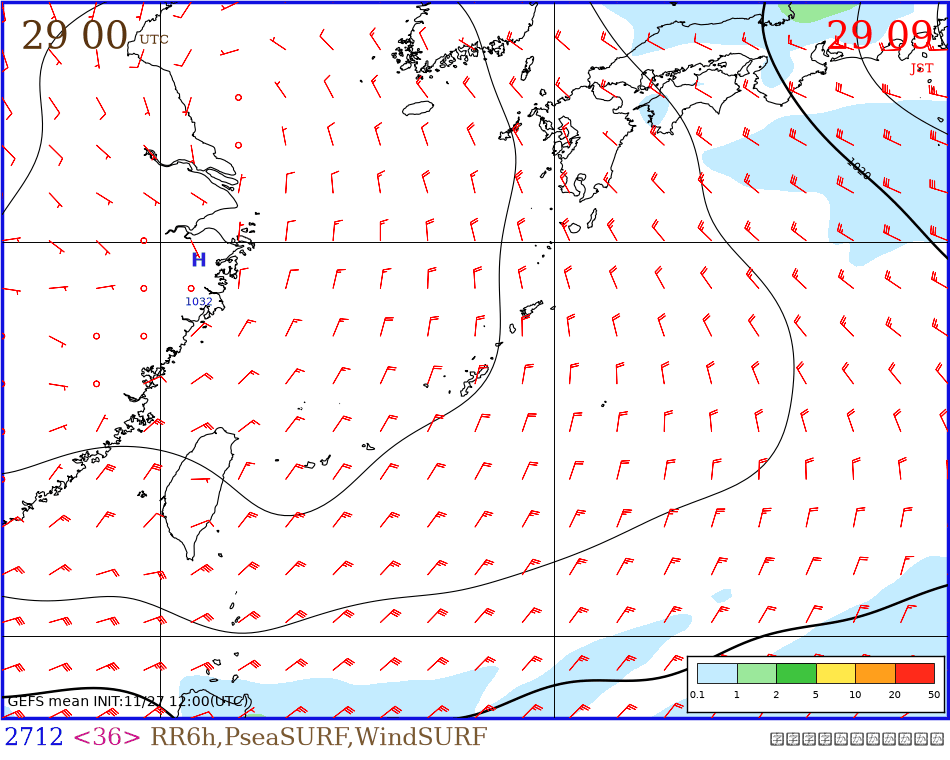 29 00 UTC
29 09
JST
1020
H
1032
GEFS mean INIT:11/27 12:00(UTC)
0.1 1 2 5 10 20 50
2712 <36> RR6h,PseaSURF,WindSURF